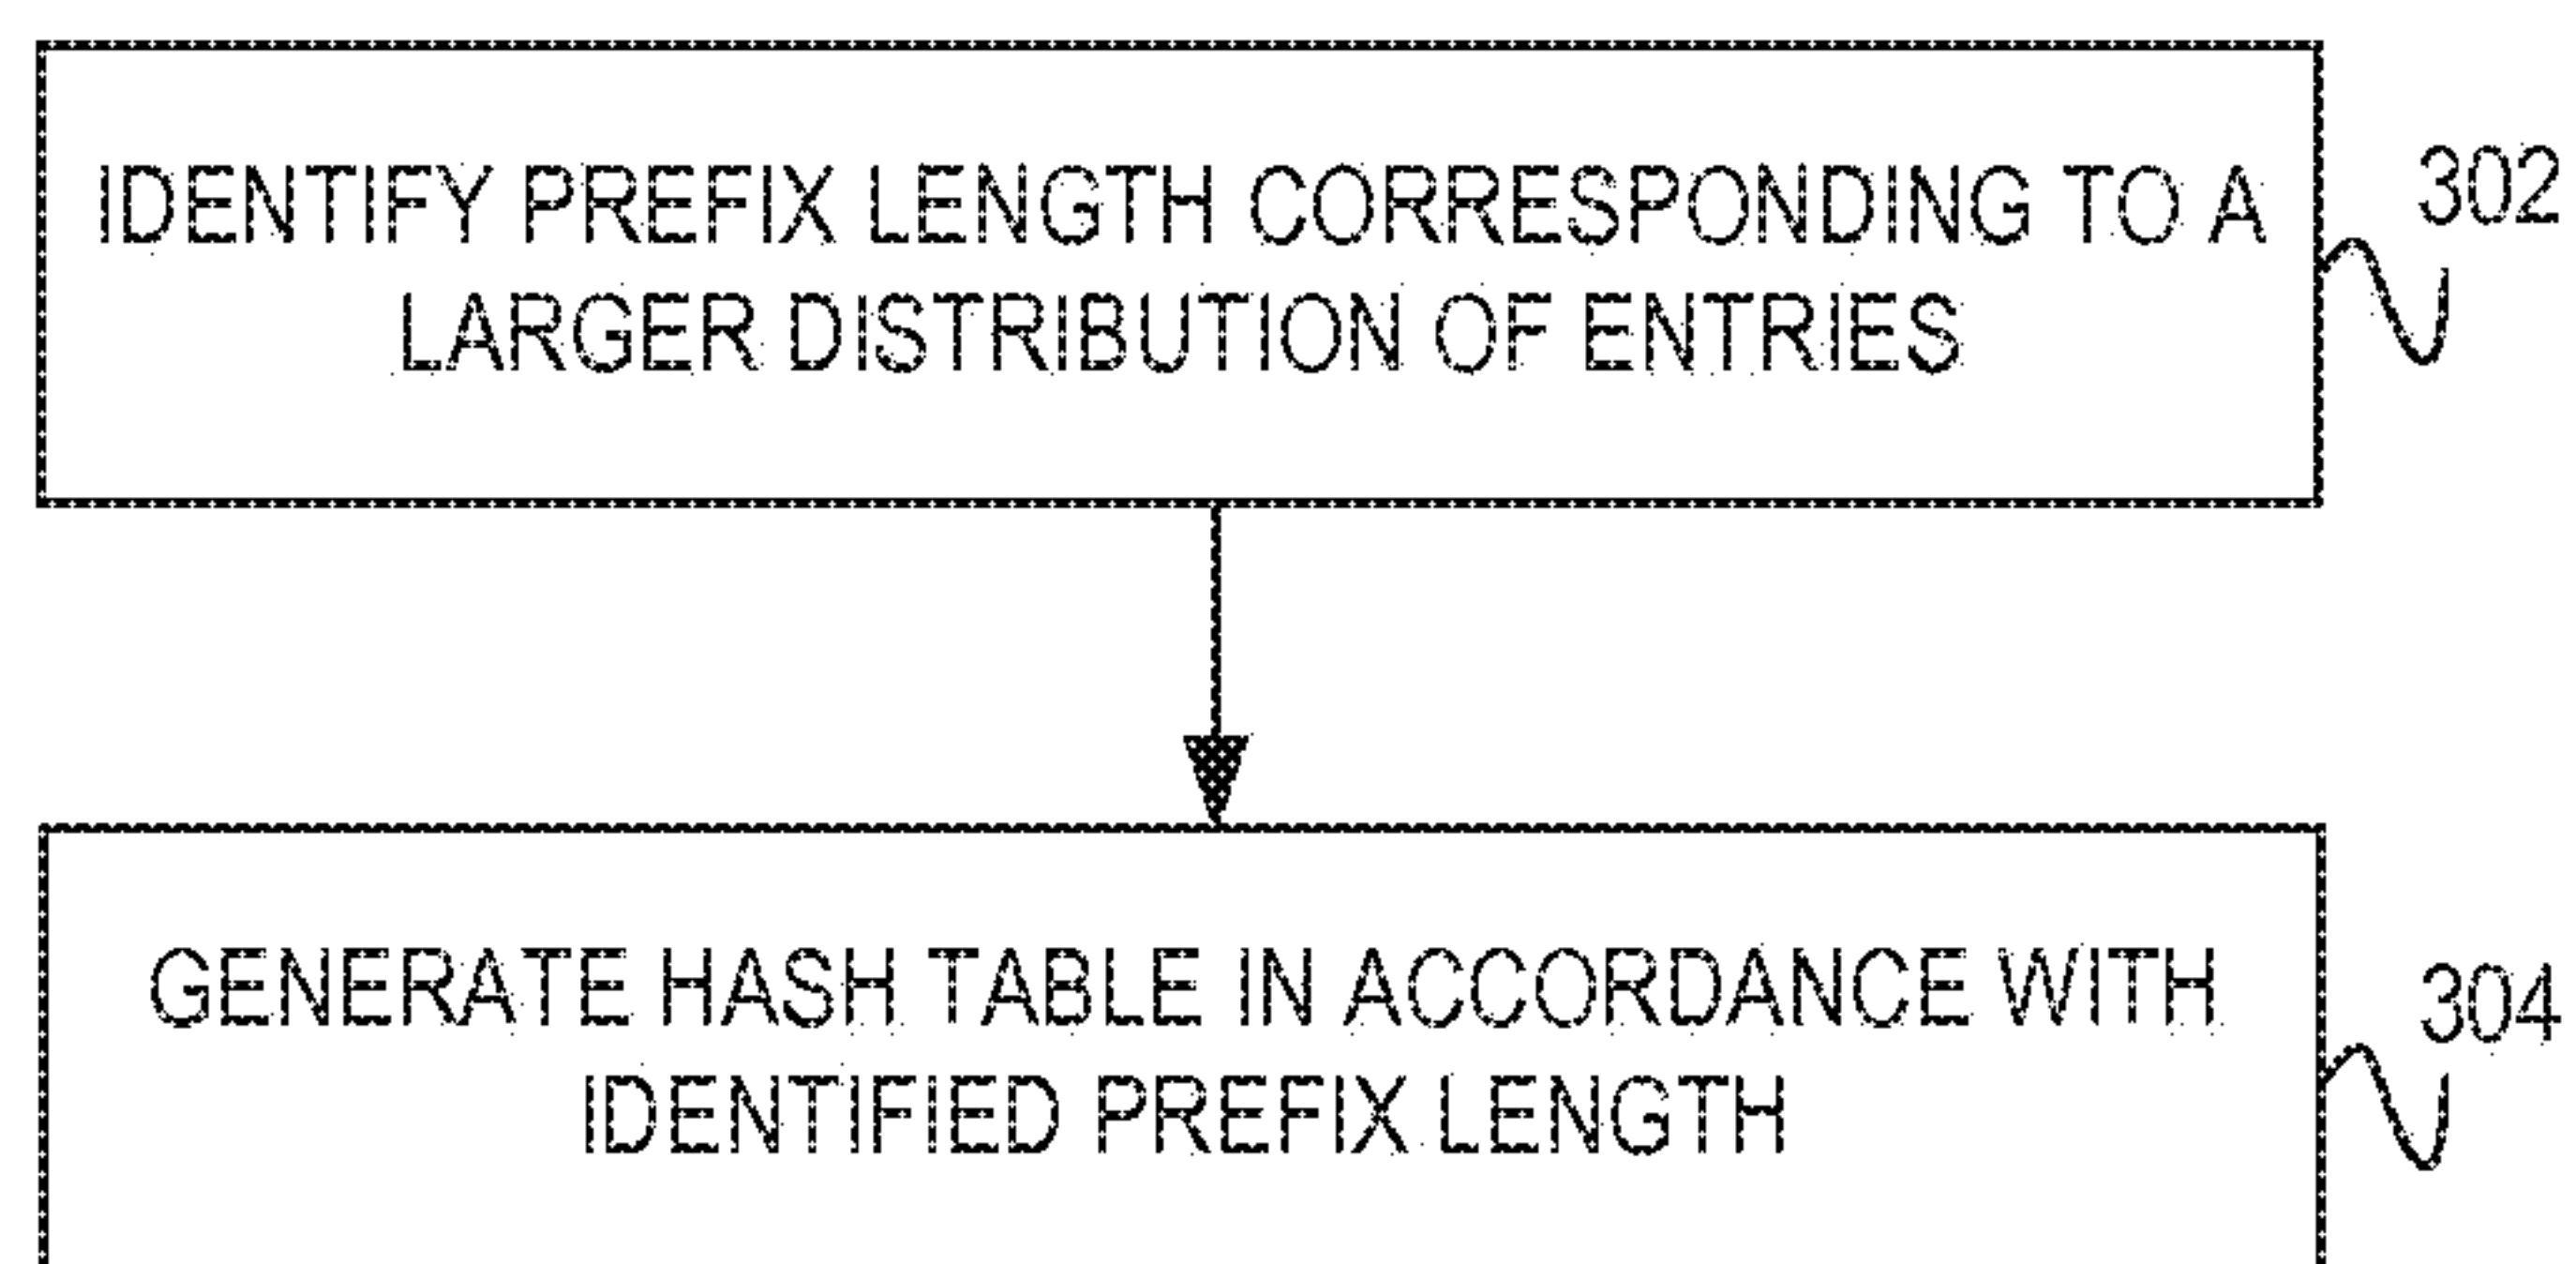 IDENTIFY PREFIX LENGTH CORRESPONDING TO A
LARGER DISTRIBUTION OF ENTRIES
302
GENERATE HASH TABLE IN ACCORDANCE WITH
IDENTIFIED PREFIX LENGTH
304